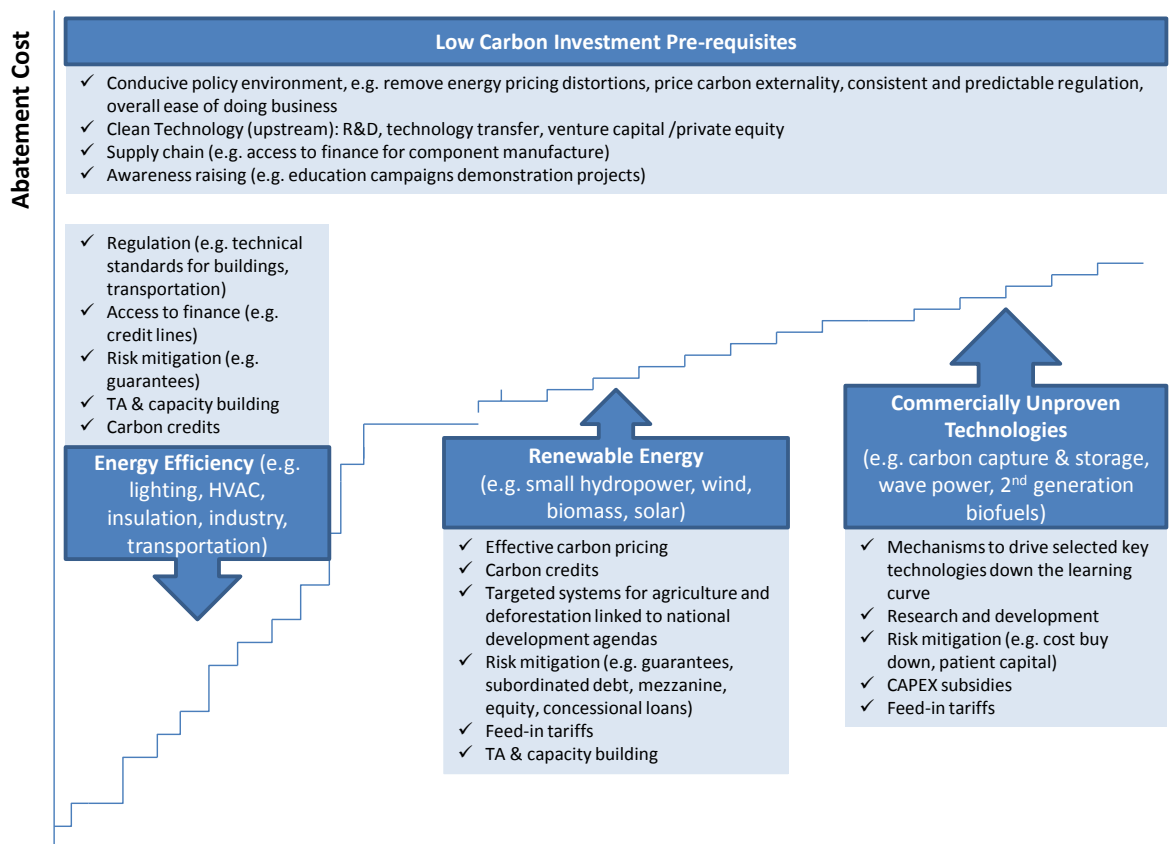 Abatement Cost
Low Carbon Investment Pre-requisites
✓ Conducive policy environment, e.g. remove energy pricing distortions, price carbon externality, consistent and predictable regulation,
overall ease of doing business
✓ Clean Technology (upstream): R&D, technology transfer, venture capital /private equity
✓ Supply chain (e.g. access to finance for component manufacture)
✓ Awareness raising (e.g. education campaigns demonstration projects)
✓ Regulation (e.g. technical
standards for buildings,
transportation)
✓ Access to finance (e.g.
credit lines)
✓ Risk mitigation (e.g.
guarantees)
✓ TA & capacity building
✓ Carbon credits
Energy Efficiency (e.g.
lighting, HVAC,
insulation, industry,
transportation)
Renewable Energy
(e.g. small hydropower, wind,
biomass, solar)
✓ Effective carbon pricing
✓ Carbon credits
✓ Targeted systems for agriculture and
deforestation linked to national
development agendas
✓ Risk mitigation (e.g. guarantees,
subordinated debt, mezzanine,
equity, concessional loans)
✓ Feed-in tariffs
✓ TA & capacity building
Commercially Unproven
Technologies
(e.g. carbon capture & storage,
wave power, 2nd generation
biofuels)
✓ Mechanisms to drive selected key
technologies down the learning
curve
✓ Research and development
✓ Risk mitigation (e.g. cost buy
down, patient capital)
✓ CAPEX subsidies
✓ Feed-in tariffs